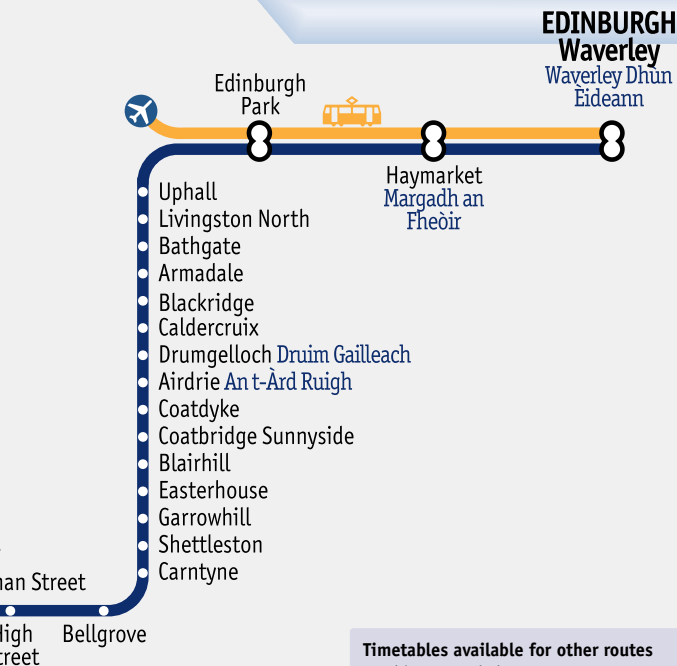 EDINBURGH
Waverley
Waverley Dhùn
Èideann
Edinburgh
Park
Haymarket
Margadh an
Fheòir
Uphall
Livingston North
Bathgate
Armadale
Blackridge
Caldercruix
Drumgelloch Druim Gailleach
Airdrie An t-Àrd Ruigh
Coatdyke
Coatbridge Sunnyside
Blairhill
Easterhouse
Garrowhill
Shettleston
Carntyne
Street
Bellgrove
Timetables available for other routes